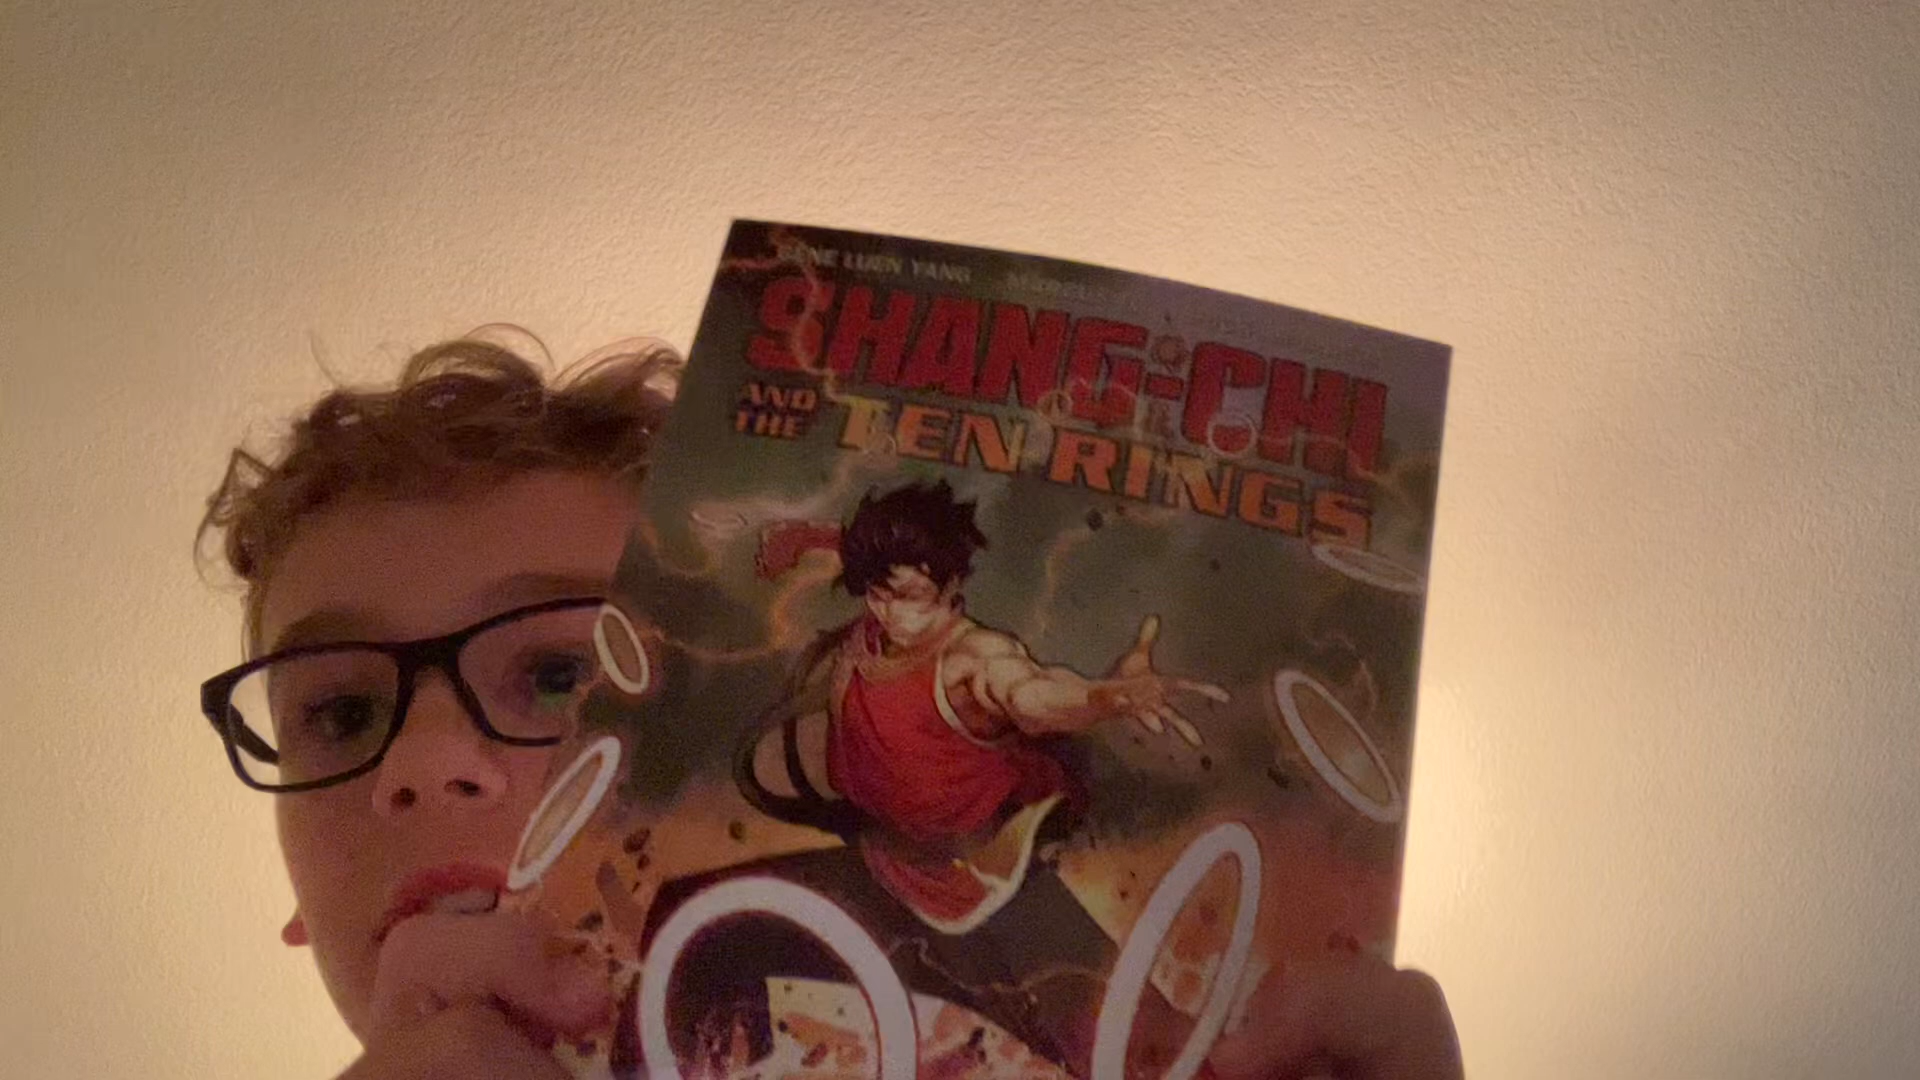 GENE LUEN YANG
SHANG-CHI
AND
THE TEN RINGS